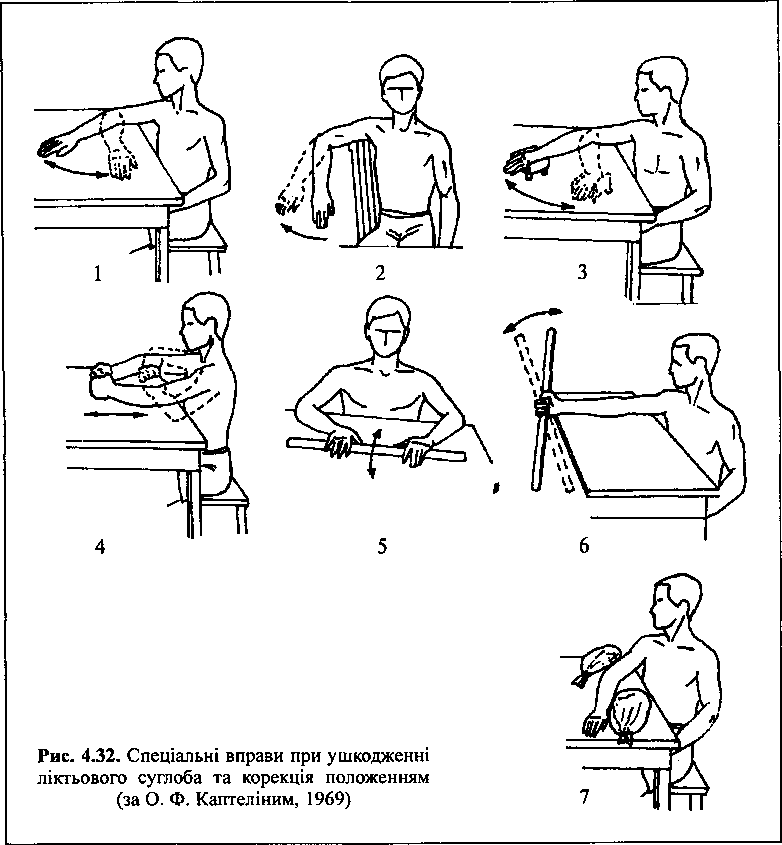 1
2
3
4
5
6
7
Рис. 4.32. Спеціальні вправи при ушкодженні
ліктьового суглоба та корекція положенням
(за О. Ф. Каптеліним, 1969)